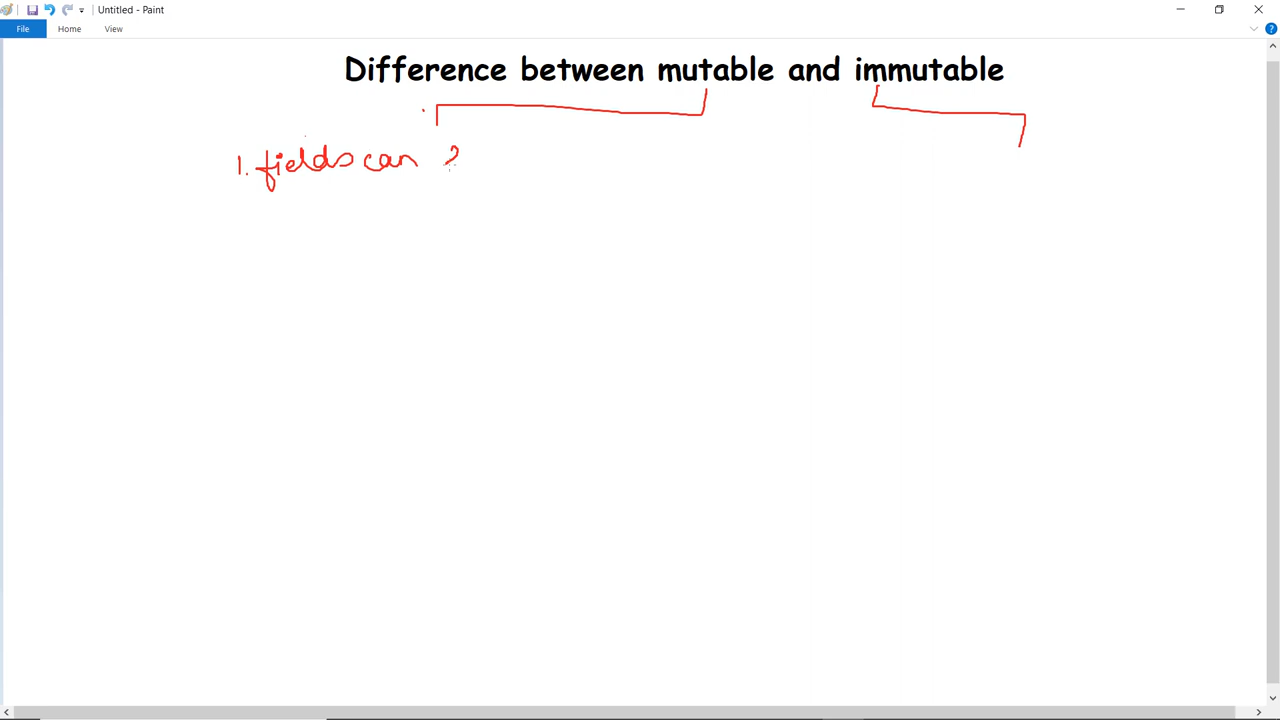 Untitled - Paint
File Home View
Difference between mutable and immutable
1. fields can